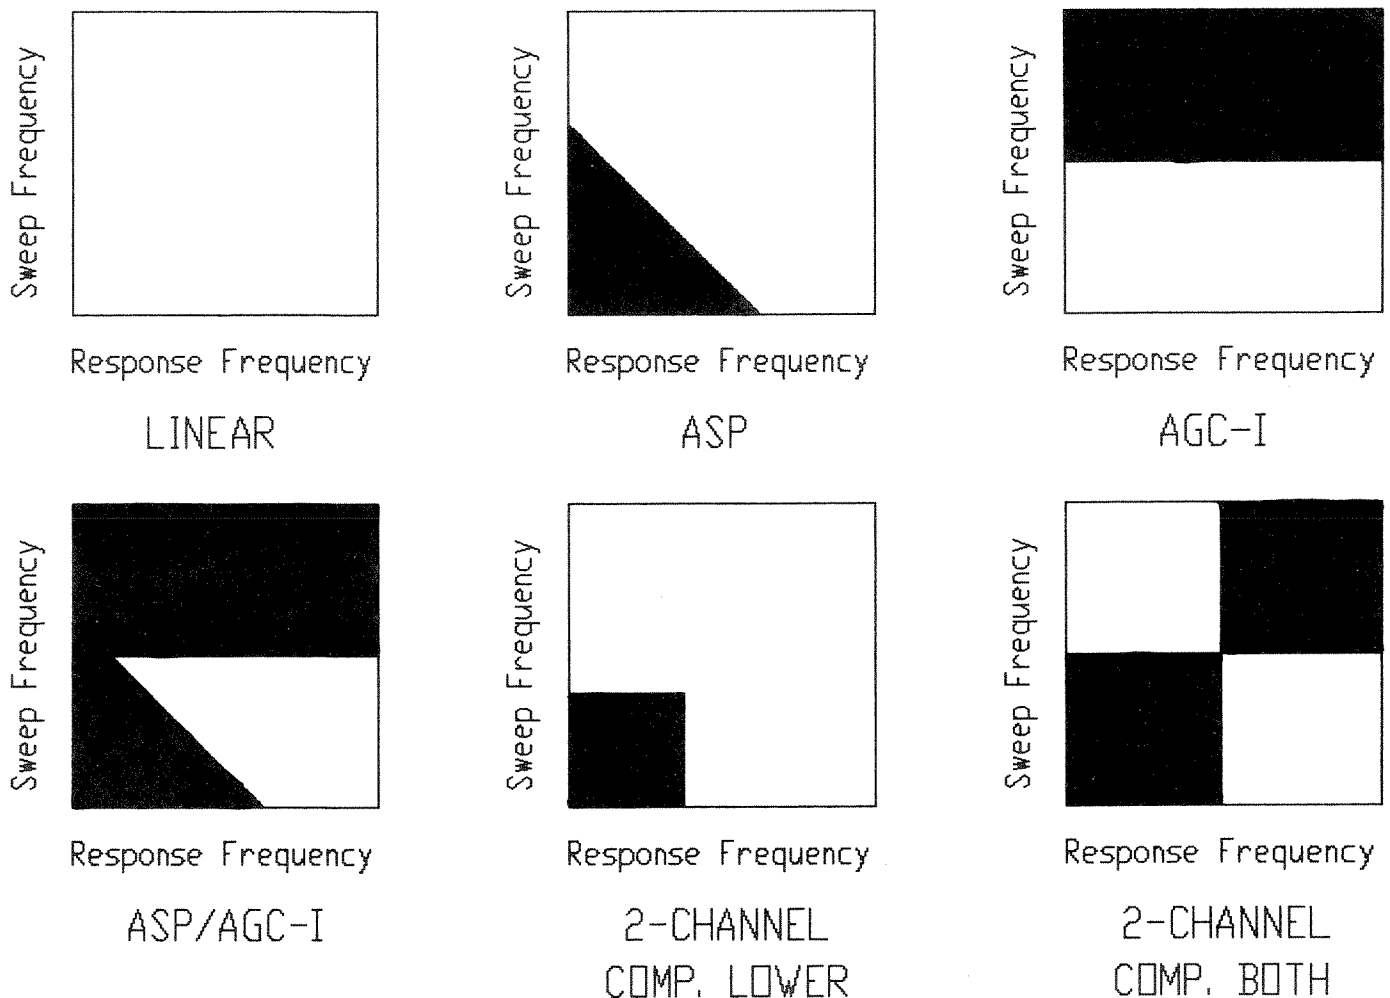 Sweep Frequency
Response Frequency
LINEAR
Sweep Frequency
Response Frequency
ASP
Sweep Frequency
Response Frequency
AGC-I
Sweep Frequency
Response Frequency
ASP/AGC-I
Sweep Frequency
Response Frequency
2-CHANNEL
COMP. LOWER
Sweep Frequency
Response Frequency
2-CHANNEL
COMP. BOTH